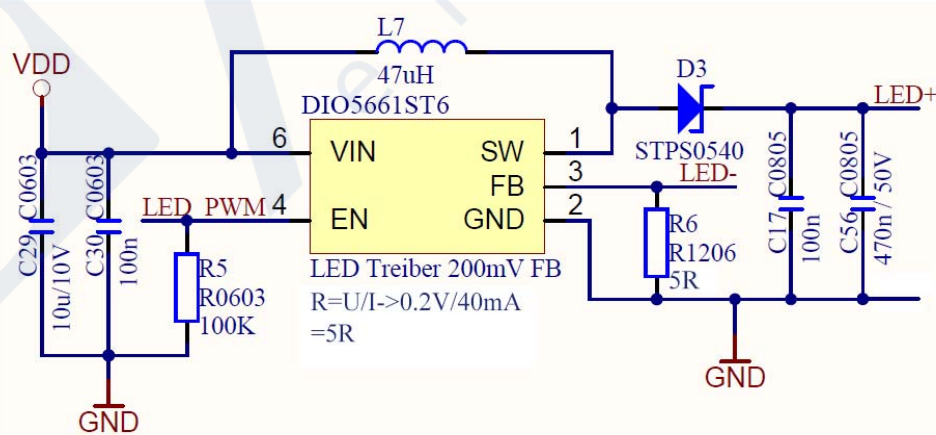 L7
47uH
VDD
DIO5661ST6
D3
STPS0540
LED+
6 VIN SW 1
FB 3
LED-
LED_PWM 4 EN GND 2
C29 C0603
10u/10V
C30 C0603
100n
R5
R0603
100K
LED Treiber 200mV FB
R=U/I->0.2V/40mA
=5R
R6
R1206
5R
C17 C0805
100n
C56 C0805
470n / 50V
GND
GND